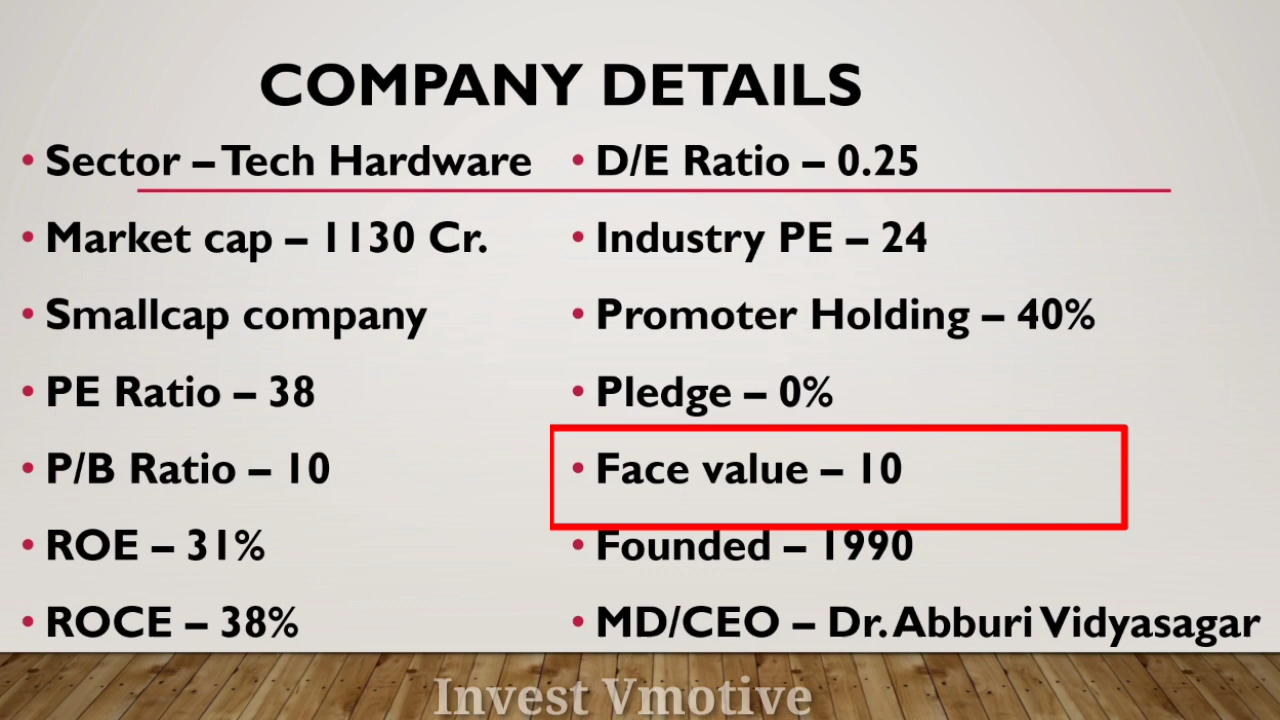 COMPANY DETAILS
• Sector – Tech Hardware
• Market cap – 1130 Cr.
• Smallcap company
• PE Ratio – 38
• P/B Ratio – 10
• ROE – 31%
• ROCE – 38%
• D/E Ratio – 0.25
• Industry PE – 24
• Promoter Holding – 40%
• Pledge – 0%
• Face value – 10
• Founded – 1990
• MD/CEO – Dr. Abburi Vidyasagar
Invest Vmotive